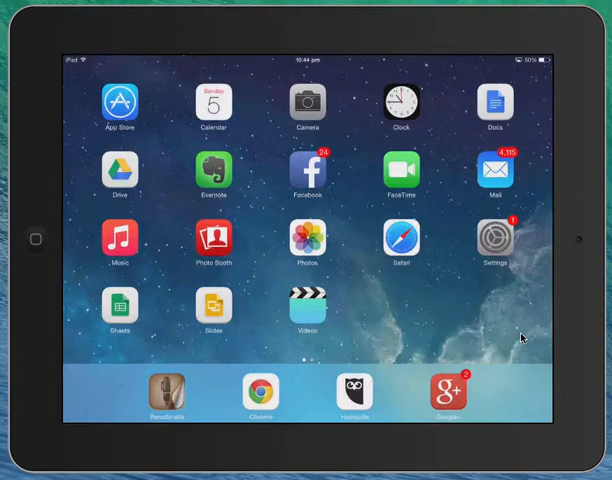 iPad
10:44 pm
50%
Sunday
5
App Store
Calendar
Camera
Clock
Docs
24
4,115
Drive
Evernote
Facebook
FaceTime
Mail
1
Music
Photo Booth
Photos
Safari
Settings
Sheets
Slides
Videos
2
g+
Penultimate
Chrome
Hootsuite
Google+